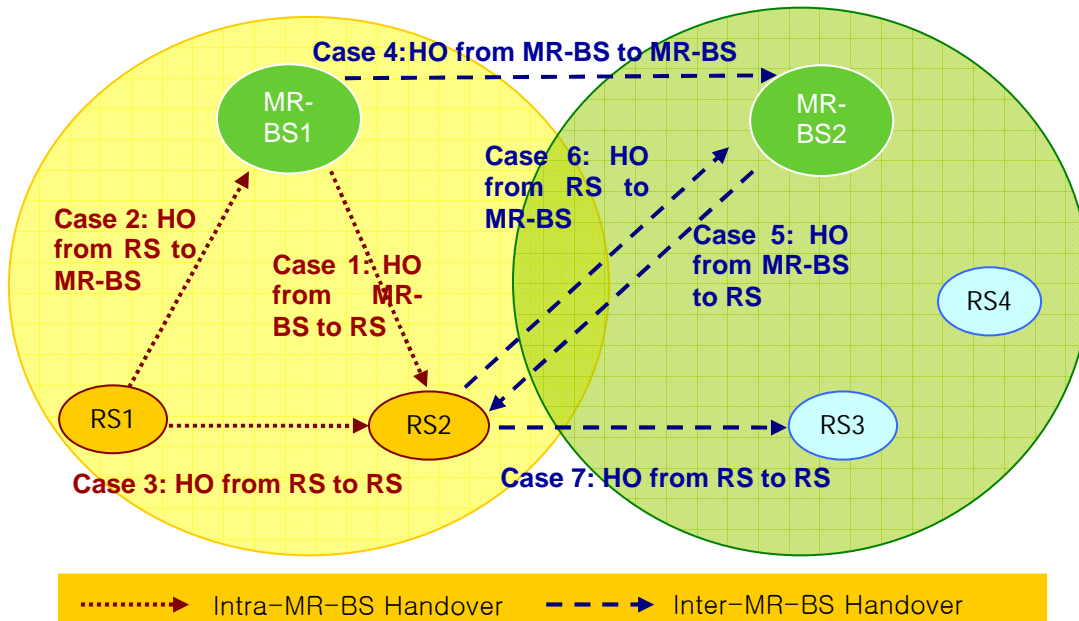 Case 4:HO from MR-BS to MR-BS
MR-
BS1
MR-
BS2
Case 6: HO
from RS to
MR-BS
Case 2: HO
from RS to
MR-BS
Case 1: HO
from MR-
BS to RS
Case 5: HO
from MR-BS
to RS
RS4
RS1
RS2
RS3
Case 3: HO from RS to RS
Case 7: HO from RS to RS
Intra-MR-BS Handover
Inter-MR-BS Handover